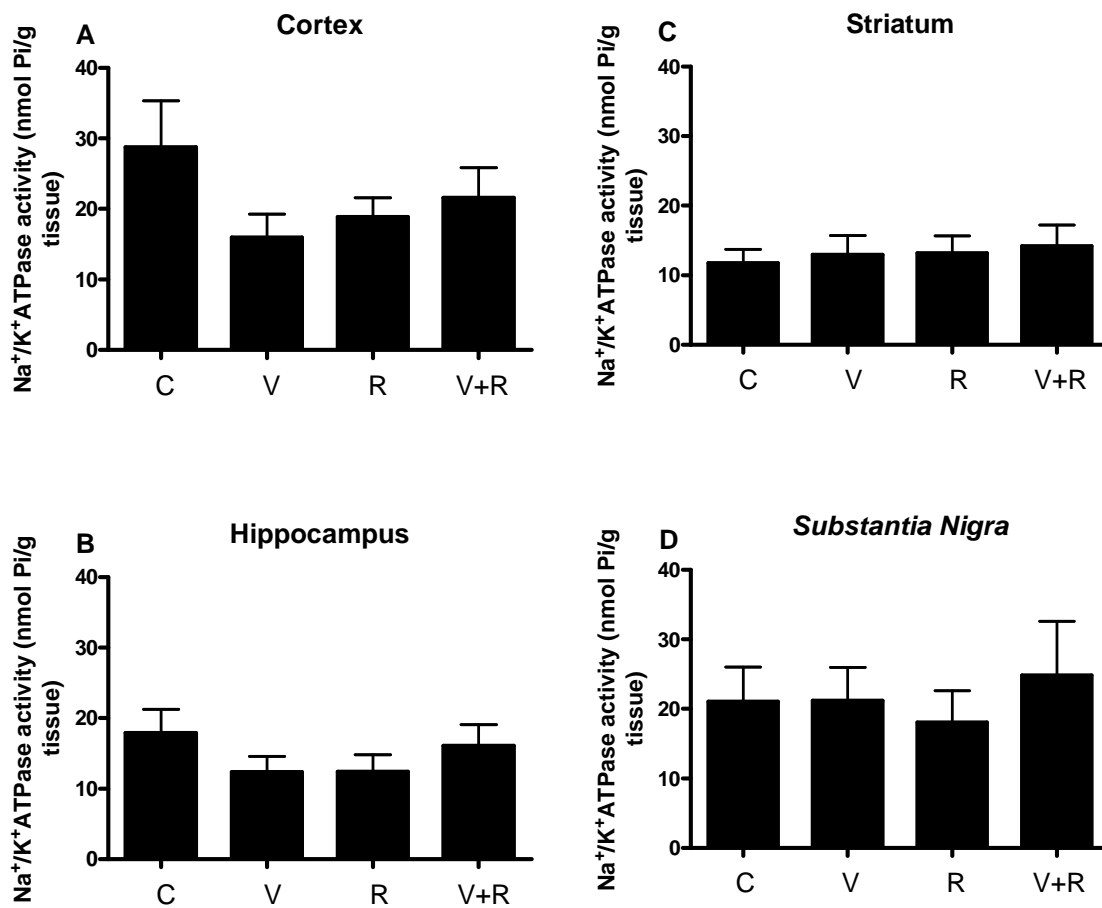 A
Cortex
Na⁺/K⁺ATPase activity (nmol Pi/g
tissue)
40
30
20
10
0
C V R V+R
C
Striatum
Na⁺/K⁺ATPase activity (nmol Pi/g
tissue)
40
30
20
10
0
C V R V+R
B
Hippocampus
Na⁺/K⁺ATPase activity (nmol Pi/g
tissue)
40
30
20
10
0
C V R V+R
D
Substantia Nigra
Na⁺/K⁺ATPase activity (nmol Pi/g
tissue)
40
30
20
10
0
C V R V+R